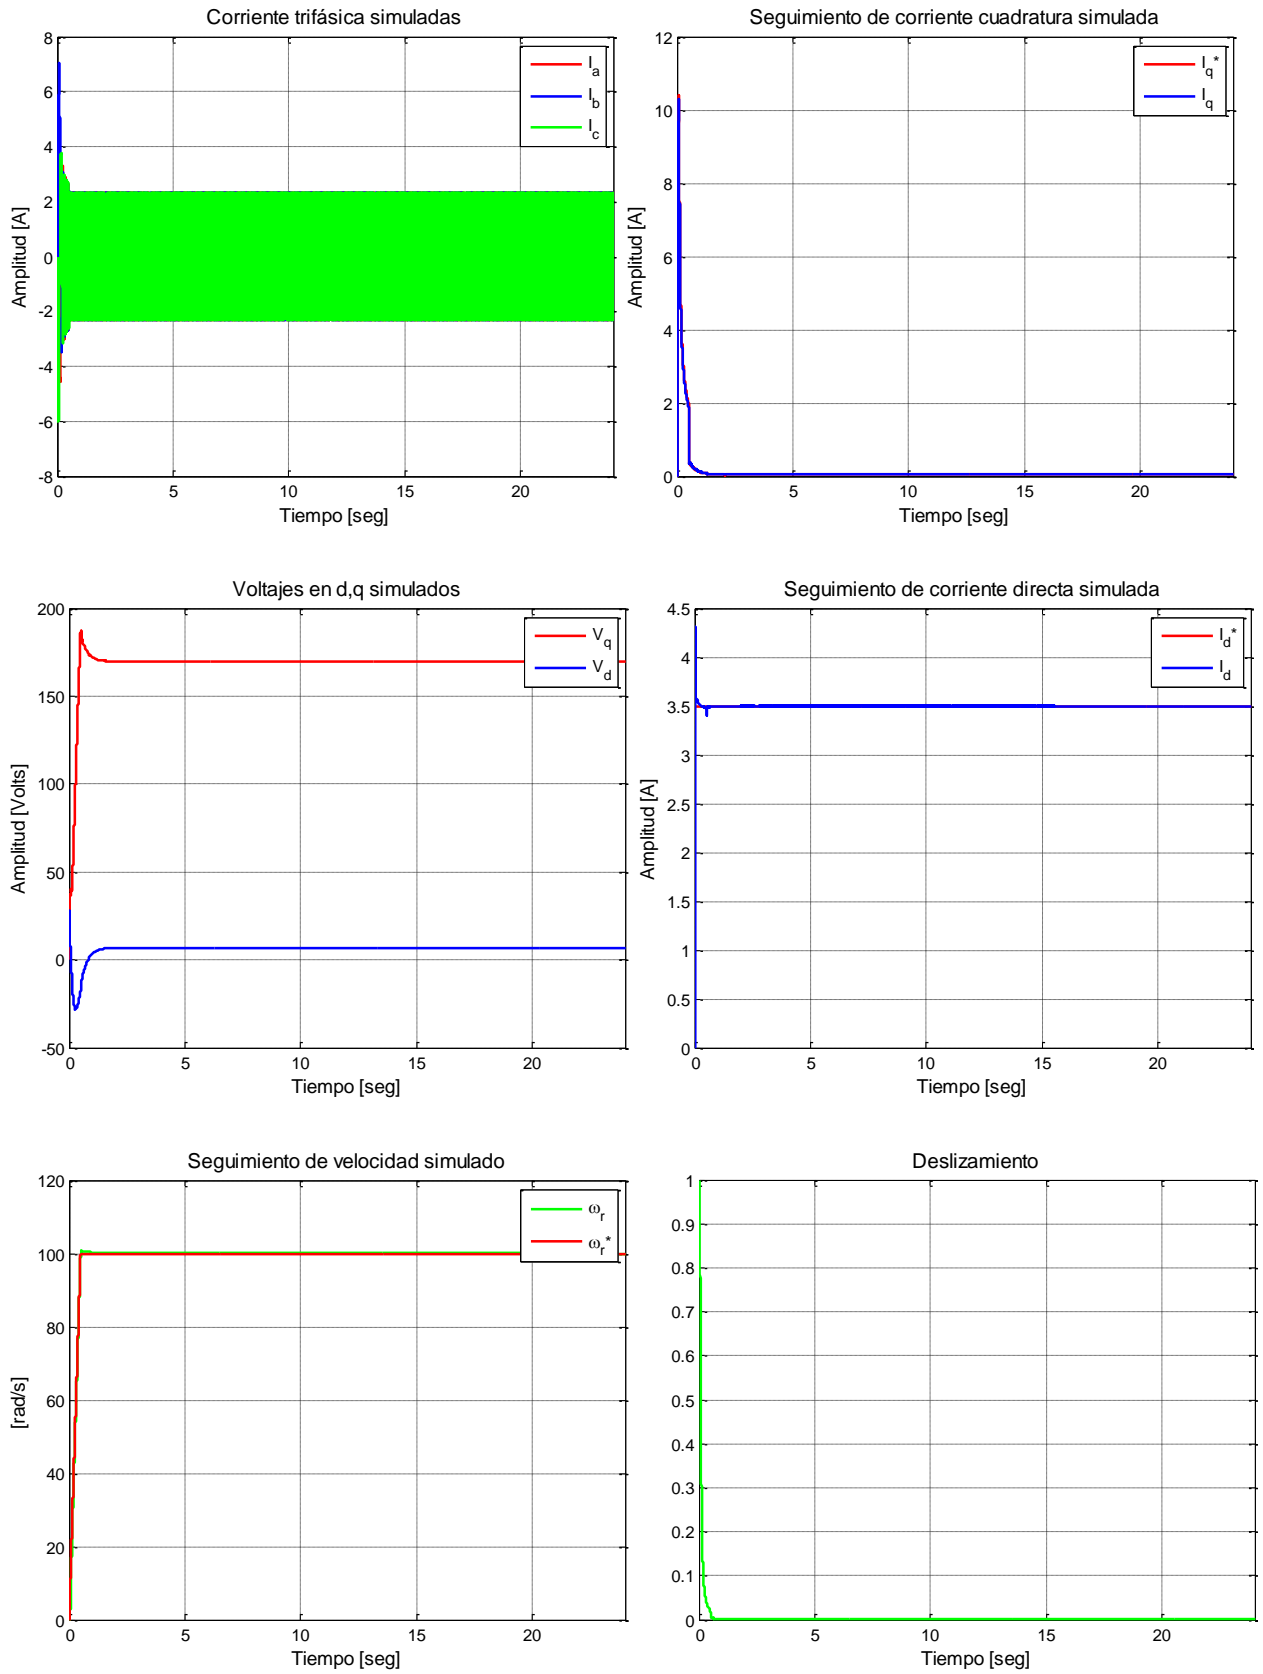 Corriente trifásica simuladas
8
6
4
2
0
-2
-4
-6
-8
Amplitud [A]
0 5 10 15 20
Tiempo [seg]
I_a
I_b
I_c
Seguimiento de corriente cuadratura simulada
12
10
8
6
4
2
0
Amplitud [A]
0 5 10 15 20
Tiempo [seg]
I_q*
I_q
Voltajes en d,q simulados
200
150
100
50
0
-50
Amplitud [Volts]
0 5 10 15 20
Tiempo [seg]
V_q
V_d
Seguimiento de corriente directa simulada
4.5
4
3.5
3
2.5
2
1.5
1
0.5
0
Amplitud [A]
0 5 10 15 20
Tiempo [seg]
I_d*
I_d
Seguimiento de velocidad simulado
120
100
80
60
40
20
0
[rad/s]
0 5 10 15 20
Tiempo [seg]
ω_r
ω_r*
Deslizamiento
1
0.9
0.8
0.7
0.6
0.5
0.4
0.3
0.2
0.1
0
0 5 10 15 20
Tiempo [seg]